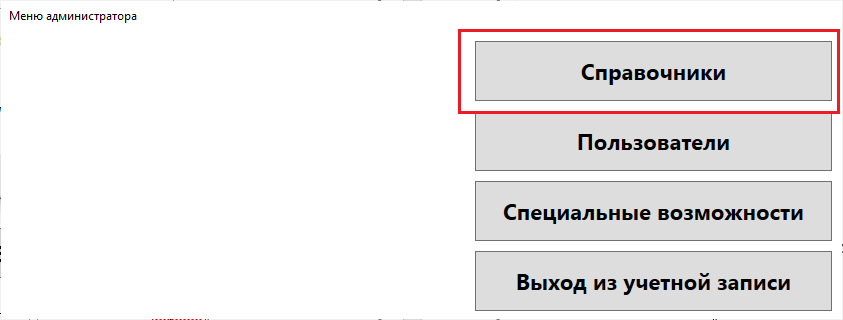 Меню администратора
Справочники
Пользователи
Специальные возможности
Выход из учетной записи